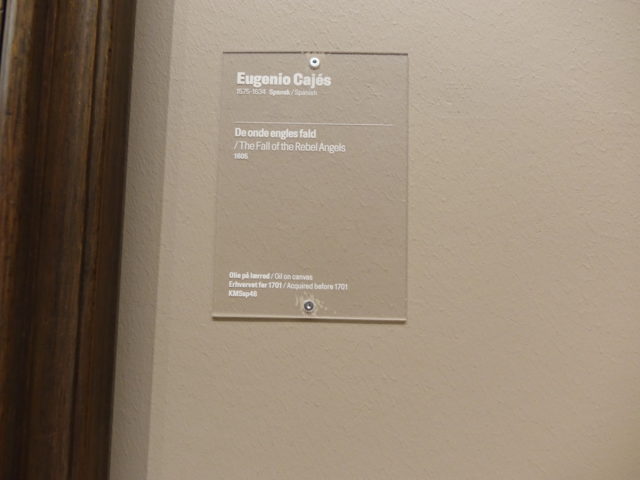 Eugenio Cajés
1575-1634 Spansk / Spanish
De onde engles fald
/ The Fall of the Rebel Angels
1605
Olie på lærred / Oil on canvas
Erhvervet før 1701 / Acquired before 1701
KMSsp48